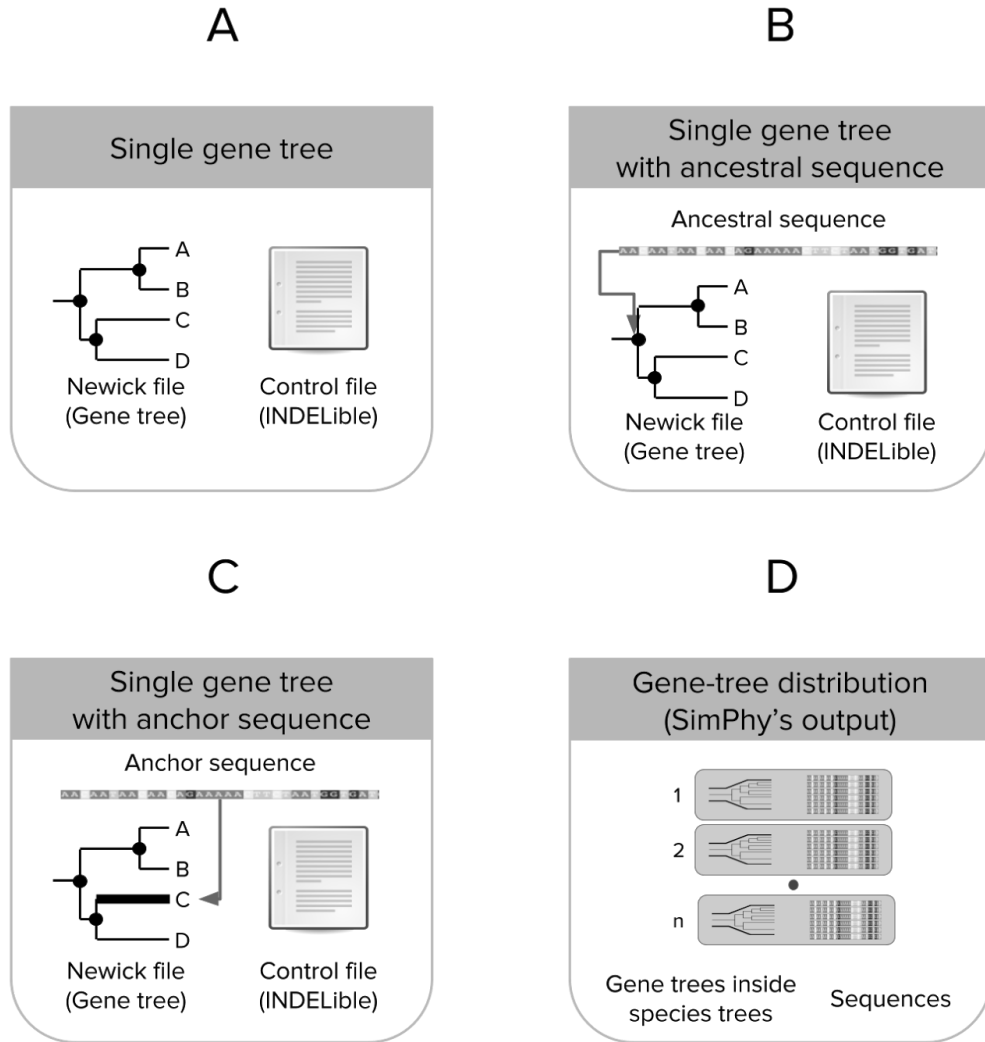 A
B
Single gene tree
Single gene tree
with ancestral sequence
A
B
C
D
Newick file
(Gene tree)
Control file
(INDELible)
Ancestral sequence
A
B
C
D
Newick file
(Gene tree)
Control file
(INDELible)
C
D
Single gene tree
with anchor sequence
Gene-tree distribution
(SimPhy's output)
Anchor sequence
A
B
C
D
Newick file
(Gene tree)
Control file
(INDELible)
1
2
n
Gene trees inside
species trees
Sequences